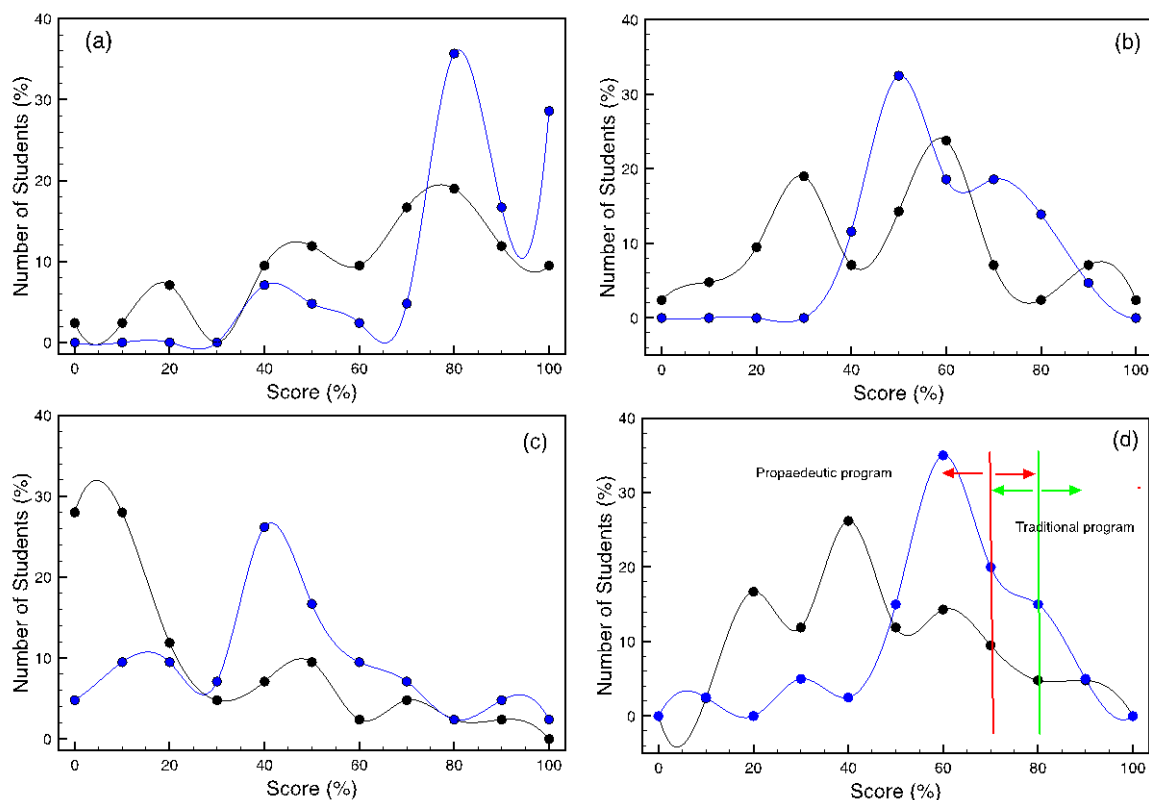 (a)
40
30
20
10
0
Number of Students (%)
0 20 40 60 80 100
Score (%)
(b)
40
30
20
10
0
Number of Students (%)
0 20 40 60 80 100
Score (%)
(c)
40
30
20
10
0
Number of Students (%)
0 20 40 60 80 100
Score (%)
(d)
40
30
20
10
0
Number of Students (%)
Propaedeutic program
Traditional program
0 20 40 60 80 100
Score (%)